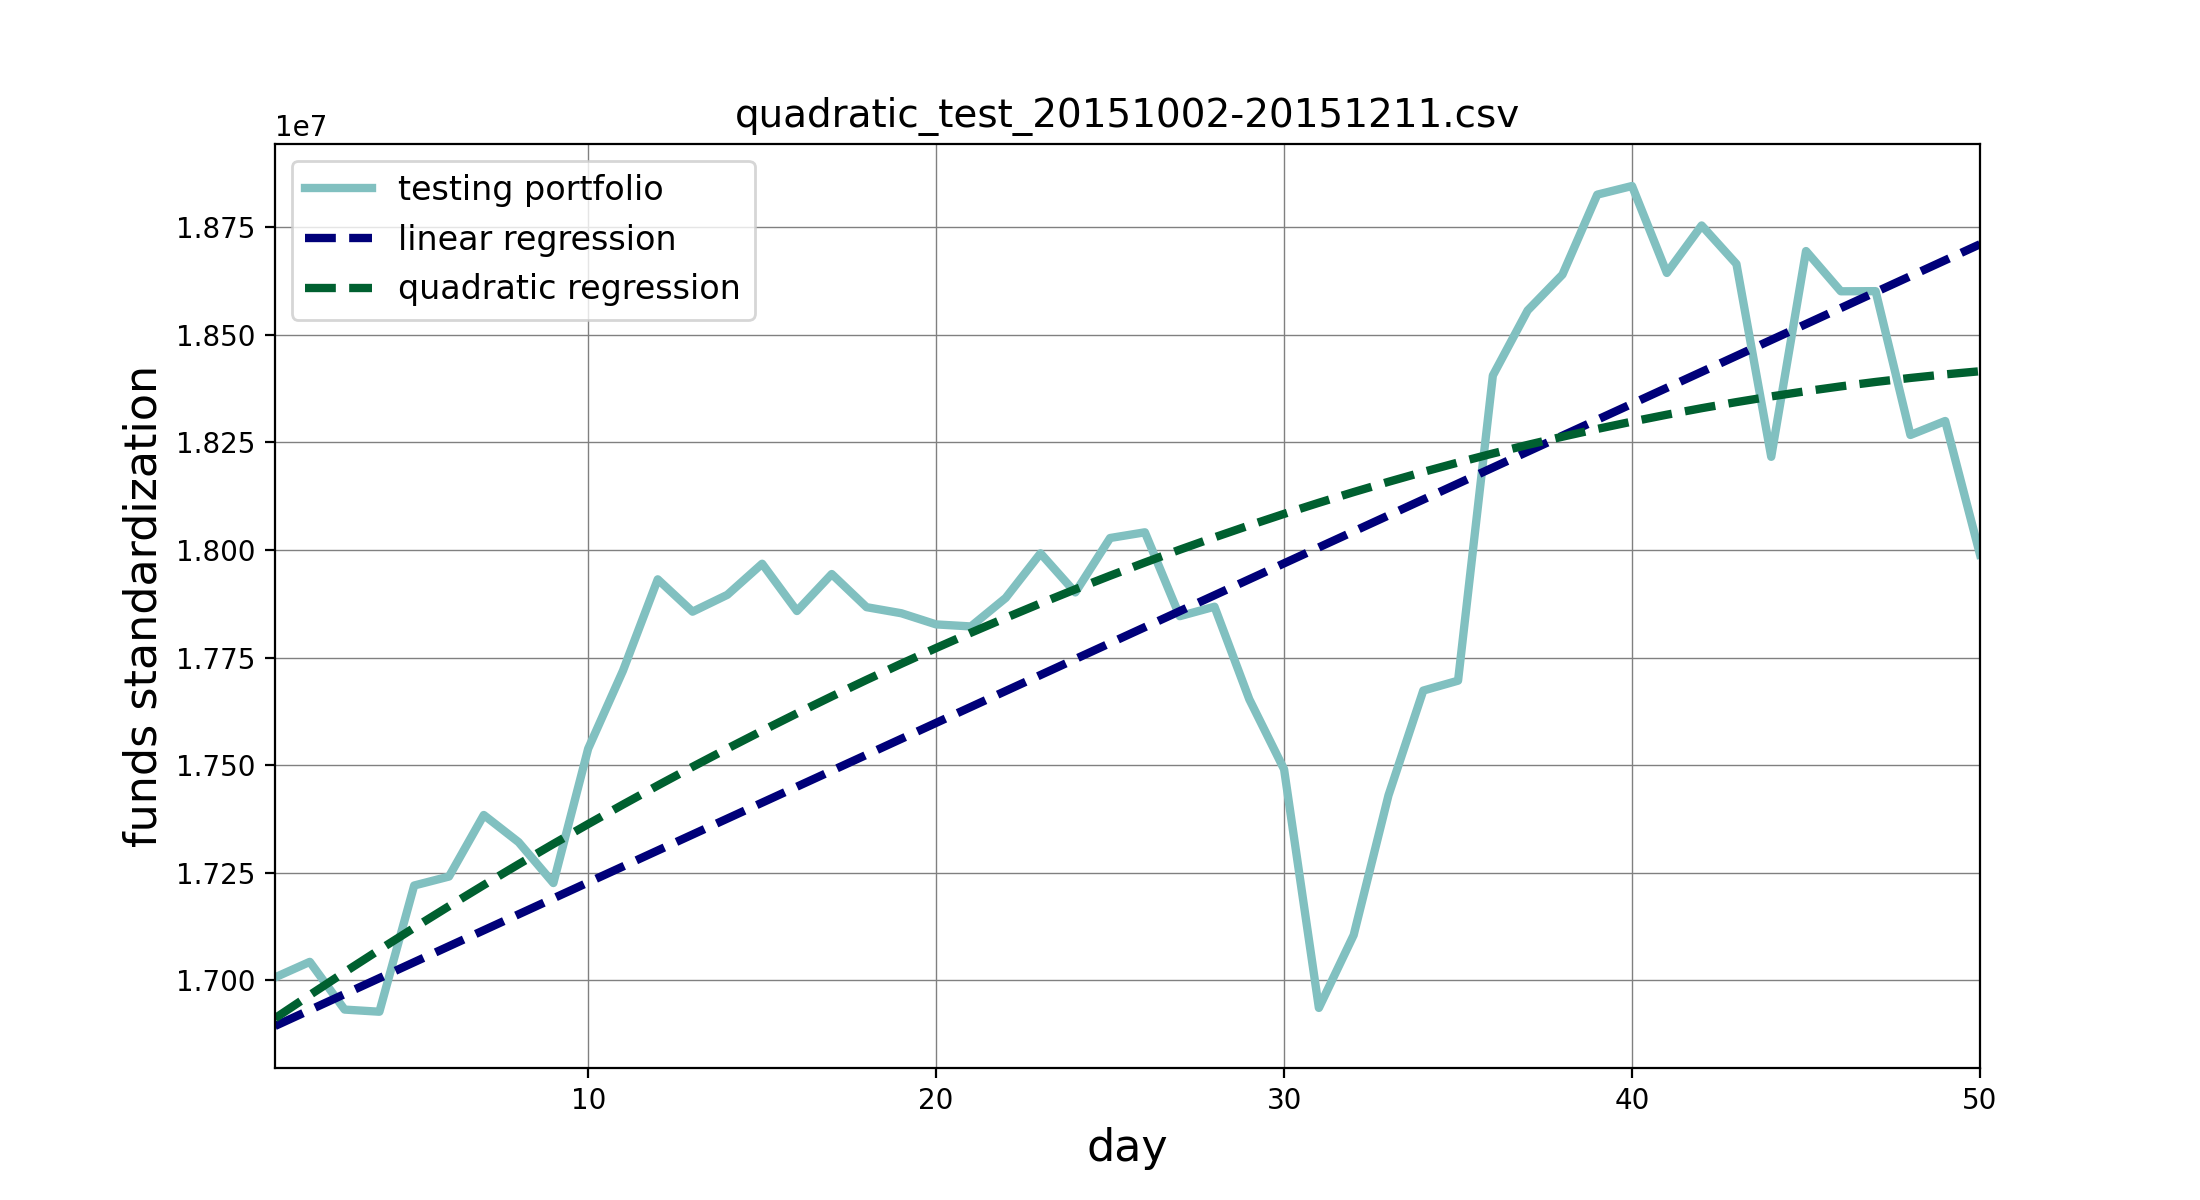 quadratic_test_20151002-20151211.csv
1e7
testing portfolio
linear regression
quadratic regression
1.875
1.850
1.825
1.800
1.775
1.750
1.725
1.700
funds standardization
10 20 30 40 50
day